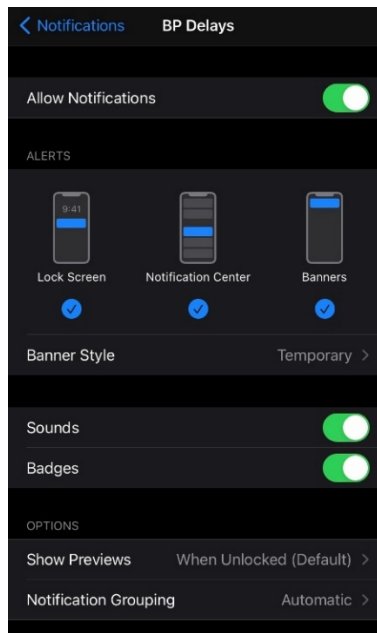 Notifications BP Delays
Allow Notifications
ALERTS
9:41
Lock Screen Notification Center Banners
Banner Style Temporary
Sounds
Badges
OPTIONS
Show Previews When Unlocked (Default)
Notification Grouping Automatic